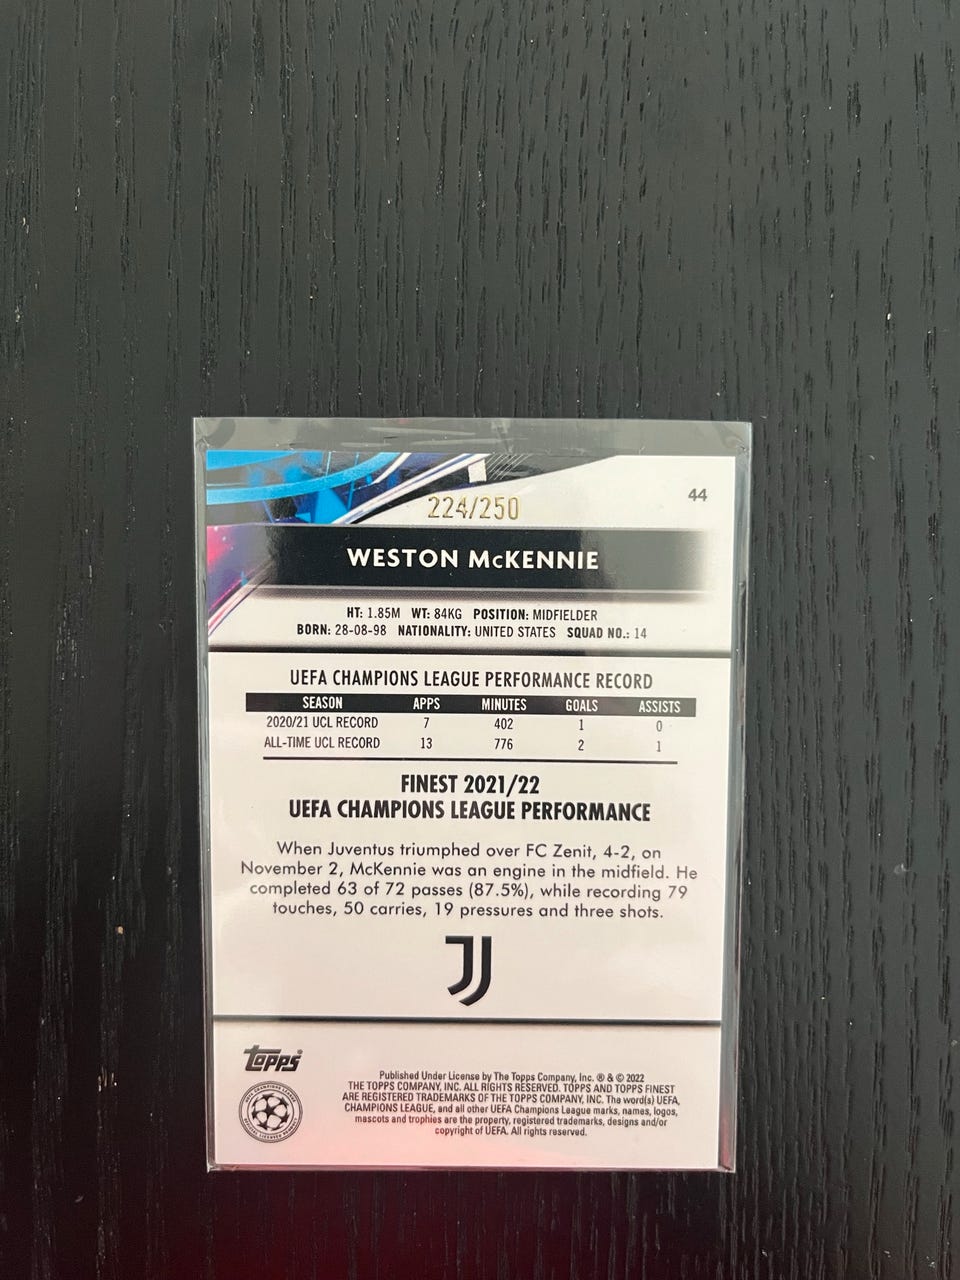 224/250
44
WESTON McKENNIE
HT: 1.85M WT: 84KG POSITION: MIDFIELDER
BORN: 28-08-98 NATIONALITY: UNITED STATES SQUAD NO.: 14
UEFA CHAMPIONS LEAGUE PERFORMANCE RECORD
SEASON APPS MINUTES GOALS ASSISTS
2020/21 UCL RECORD 7 402 1 0
ALL-TIME UCL RECORD 13 776 2 1
FINEST 2021/22
UEFA CHAMPIONS LEAGUE PERFORMANCE
When Juventus triumphed over FC Zenit, 4-2, on
November 2, McKennie was an engine in the midfield. He
completed 63 of 72 passes (87.5%), while recording 79
touches, 50 carries, 19 pressures and three shots.
Topps
Published Under License by The Topps Company, Inc. ® & © 2022
THE TOPPS COMPANY, INC. ALL RIGHTS RESERVED. TOPPS AND TOPPS FINEST
ARE REGISTERED TRADEMARKS OF THE TOPPS COMPANY, INC. The word(s) UEFA,
CHAMPIONS LEAGUE, and all other UEFA Champions League marks, names, logos,
mascots and trophies are the property, registered trademarks, designs and/or
copyright of UEFA. All rights reserved.